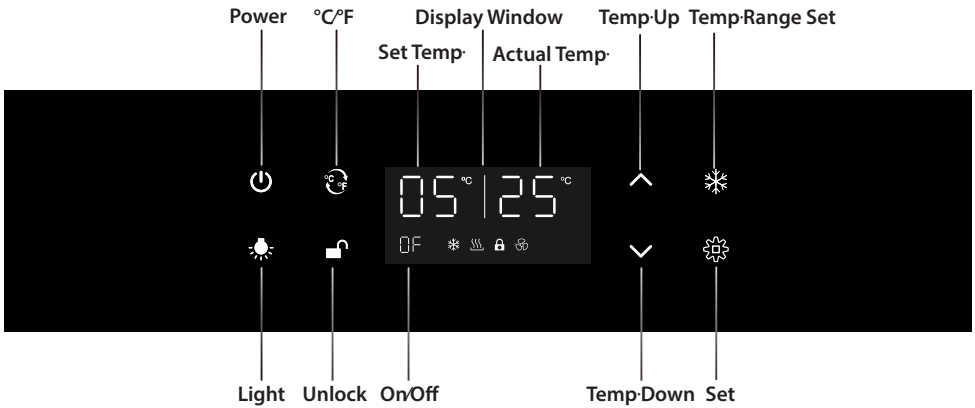 Power °C/°F Display Window Temp·Up Temp·Range Set
Set Temp· Actual Temp·
°C °F
05 °C 25 °C
OF
Light Unlock On/Off Temp·Down Set